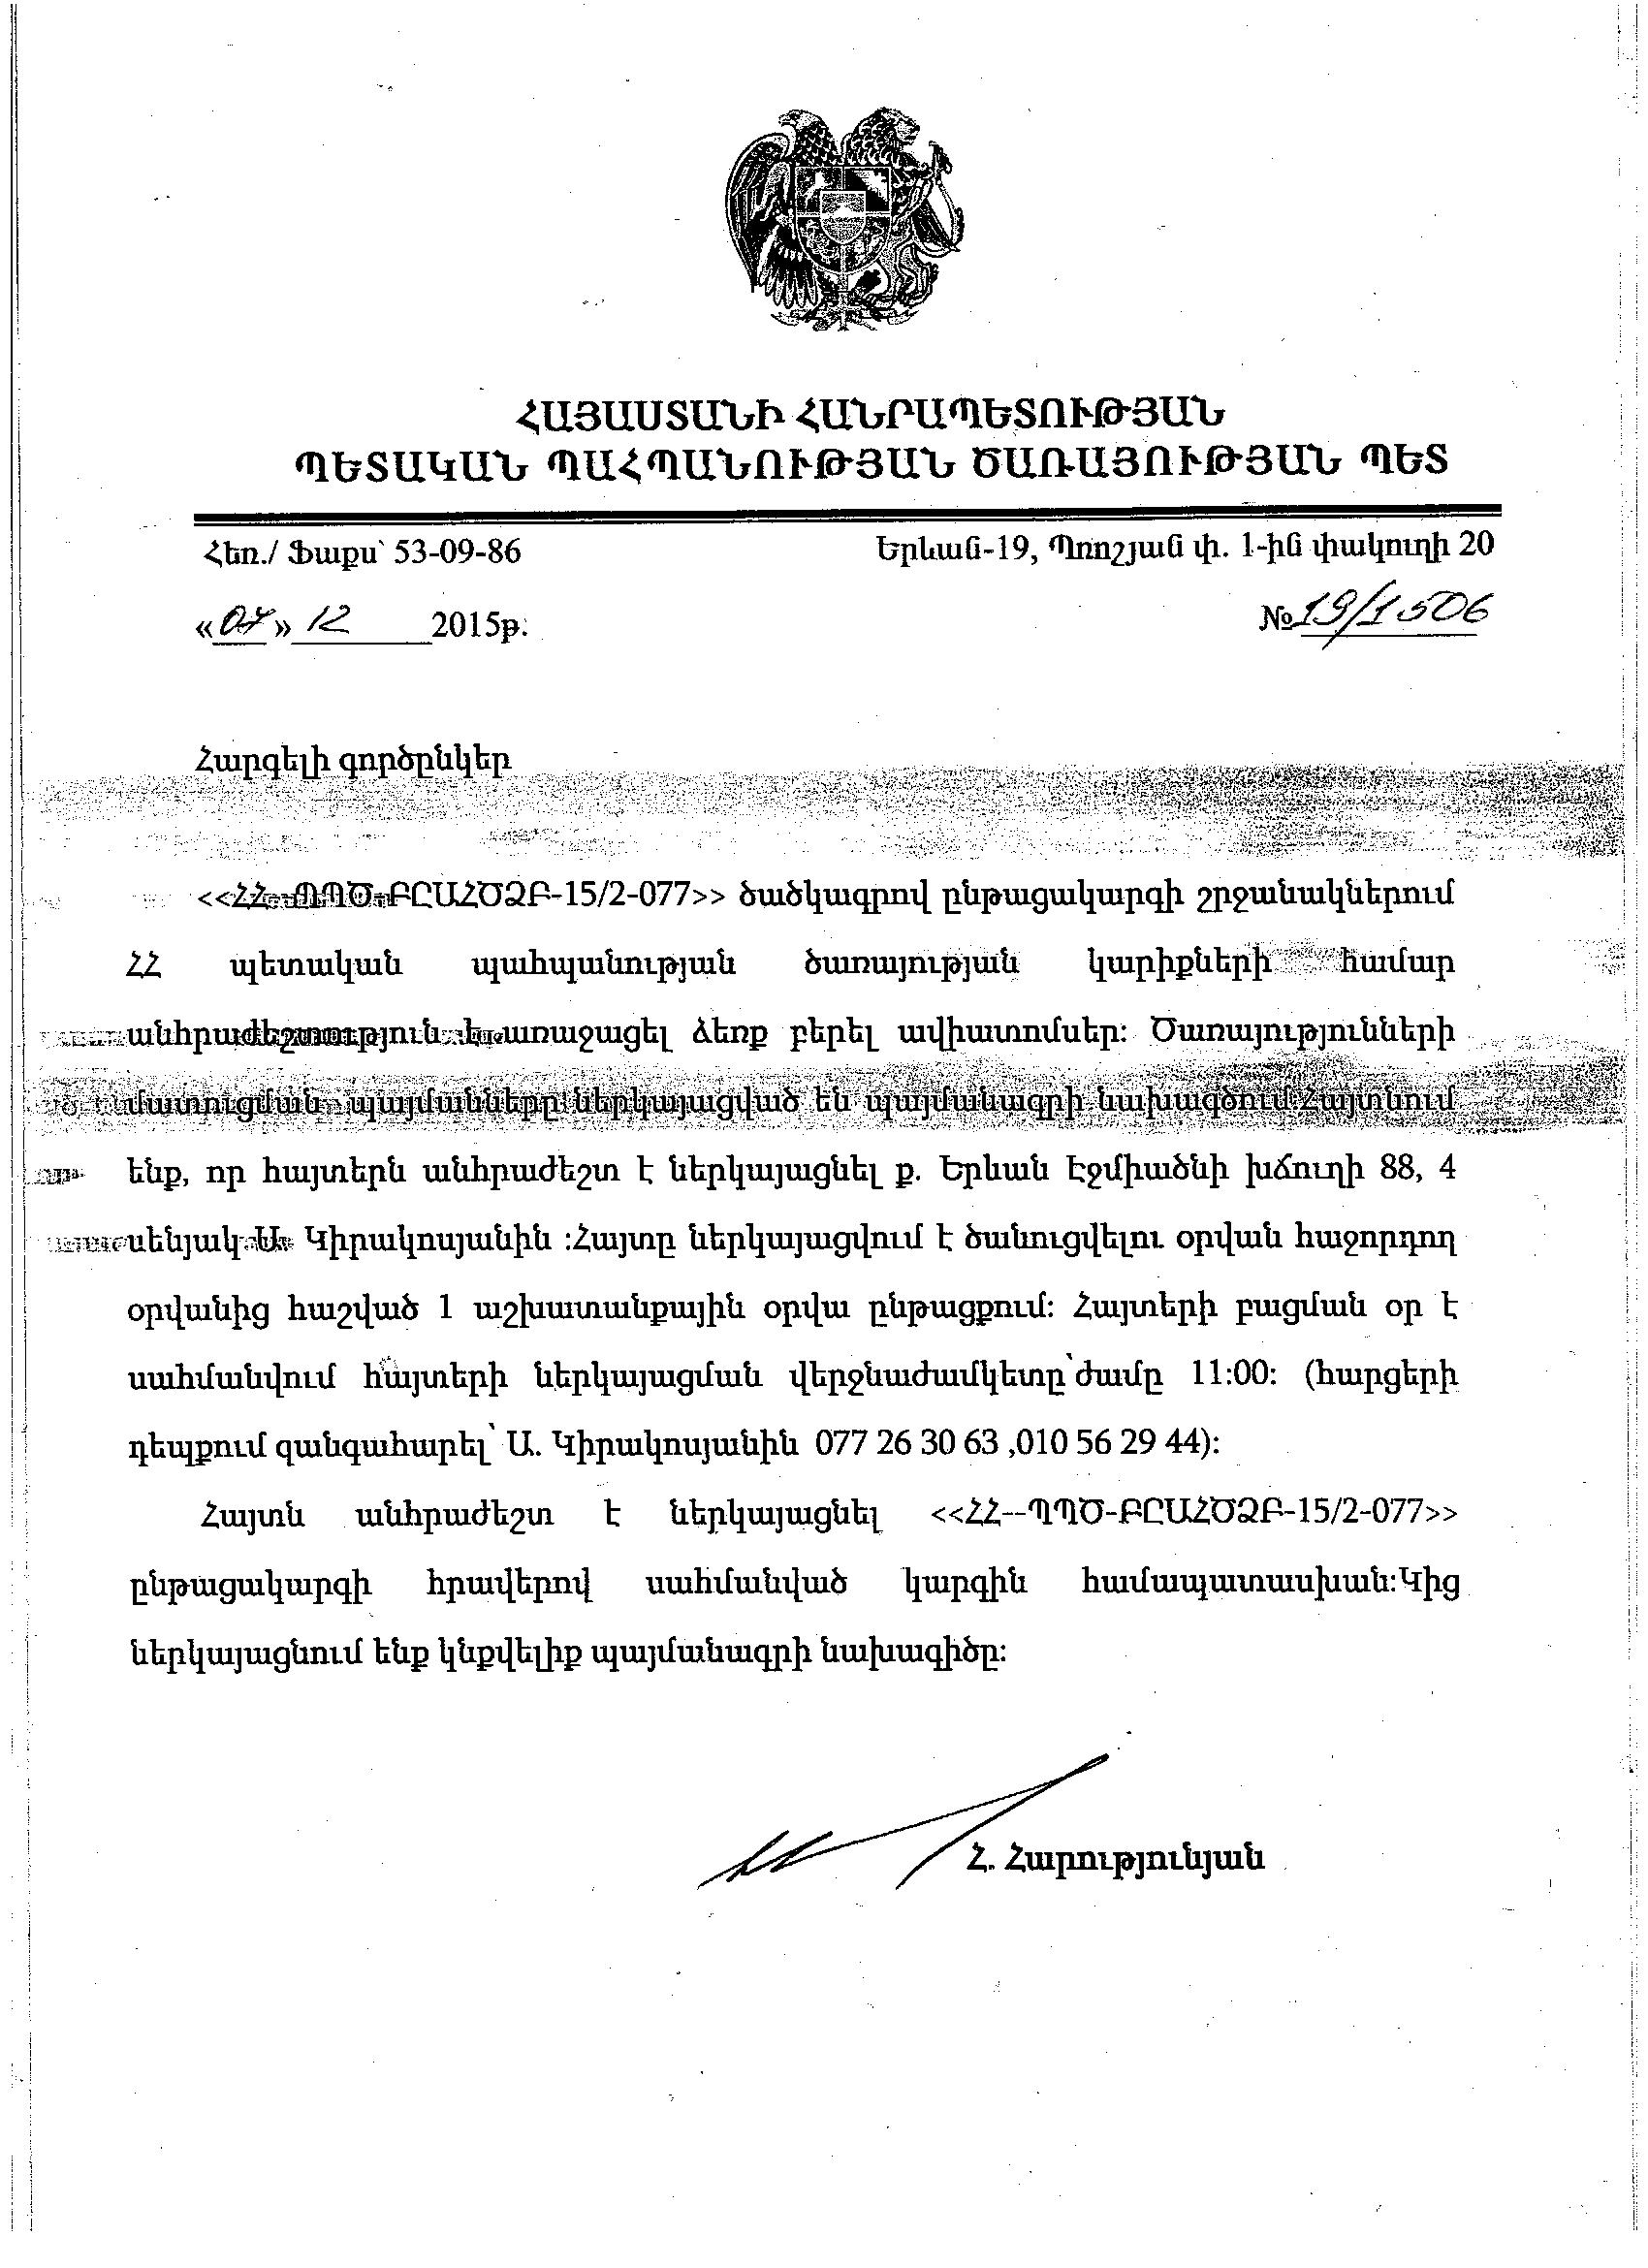 ՀԱՅԱՍՏԱՆԻ ՀԱՆՐԱՊԵՏՈՒԹՅԱՆ
ՊԵՏԱԿԱՆ ՊԱՀՊԱՆՈՒԹՅԱՆ ԾԱՌԱՅՈՒԹՅԱՆ ՊԵՏ
Հեռ./ Ֆաքս՝ 53-09-86 Երևան-19, Պռոշյան փ. 1-ին փակուղի 20
«07» 12 2015թ. №19/1506
Հարգելի գործընկեր
<<ՀՀ--ՊՊԾ-ԲԸԱՀԾՁԲ-15/2-077>> ծածկագրով ընթացակարգի շրջանակներում
ՀՀ պետական պահպանության ծառայության կարիքների համար
անհրաժեշտություն է առաջացել ձեռք բերել ավիատոմսեր: Ծառայությունների
մատուցման պայմանները ներկայացված են պայմանագրի նախագծում:Հայտնում
ենք, որ հայտերն անհրաժեշտ է ներկայացնել ք. Երևան Էջմիածնի խճուղի 88, 4
սենյակ Ա. Կիրակոսյանին :Հայտը ներկայացվում է ծանուցվելու օրվան հաջորդող
օրվանից հաշված 1 աշխատանքային օրվա ընթացքում: Հայտերի բացման օր է
սահմանվում հայտերի ներկայացման վերջնաժամկետը՝ժամը 11:00: (հարցերի
դեպքում զանգահարել՝ Ա. Կիրակոսյանին 077 26 30 63 ,010 56 29 44):
Հայտն անհրաժեշտ է ներկայացնել <<ՀՀ--ՊՊԾ-ԲԸԱՀԾՁԲ-15/2-077>>
ընթացակարգի հրավերով սահմանված կարգին համապատասխան:Կից
ներկայացնում ենք կնքվելիք պայմանագրի նախագիծը:
Հ. Հարությունյան